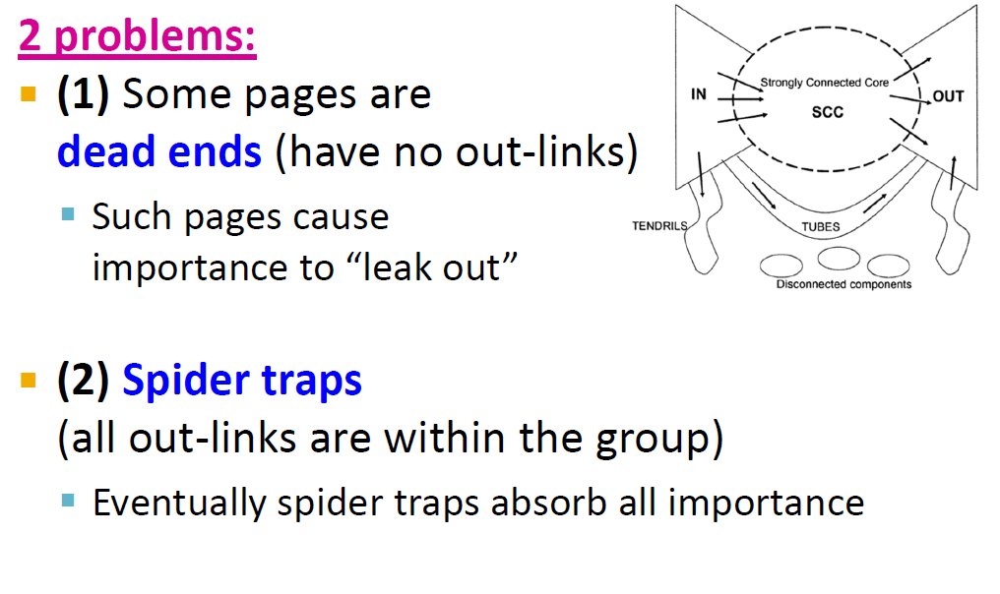 2 problems:
(1) Some pages are
dead ends (have no out-links)
Such pages cause
importance to “leak out”
(2) Spider traps
(all out-links are within the group)
Eventually spider traps absorb all importance
Strongly Connected Core
IN
OUT
SCC
TENDRILS
TUBES
Disconnected components